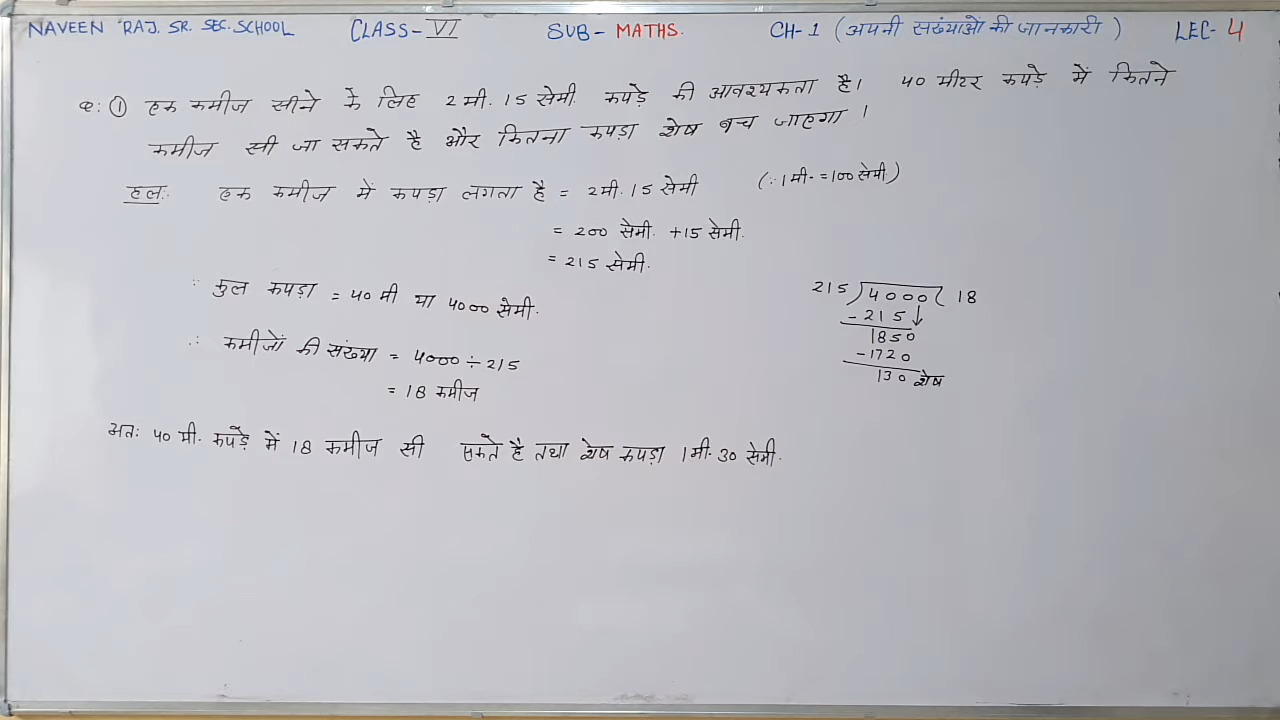 NAVEEN RAJ. SR. SEC. SCHOOL CLASS-VI SUB- MATHS. CH-1 (अपनी संख्याओ की जानकारी) LEC- 4
Q:① एक कमीज सीने के लिए 2 मी. 15 सेमी. कपड़े की आवश्यकता है। 40 मीटर कपड़े में कितने
कमीज सी जा सकते है और कितना कपड़ा शेष बच जाएगा।
हल:- एक कमीज में कपड़ा लगता है = 2मी. 15 सेमी (∵ 1 मी. = 100 सेमी)
= 200 सेमी. + 15 सेमी.
= 215 सेमी.
∵ कुल कपड़ा = 40 मी या 4000 सेमी.
∴ कमीजों की संख्या = 4000 ÷ 215
= 18 कमीज
215 ) 4000 ( 18
- 215 ↓
1850
- 1720
130 शेष
अतः 40 मी. कपड़े में 18 कमीज सी सकते है तथा शेष कपड़ा 1 मी. 30 सेमी.